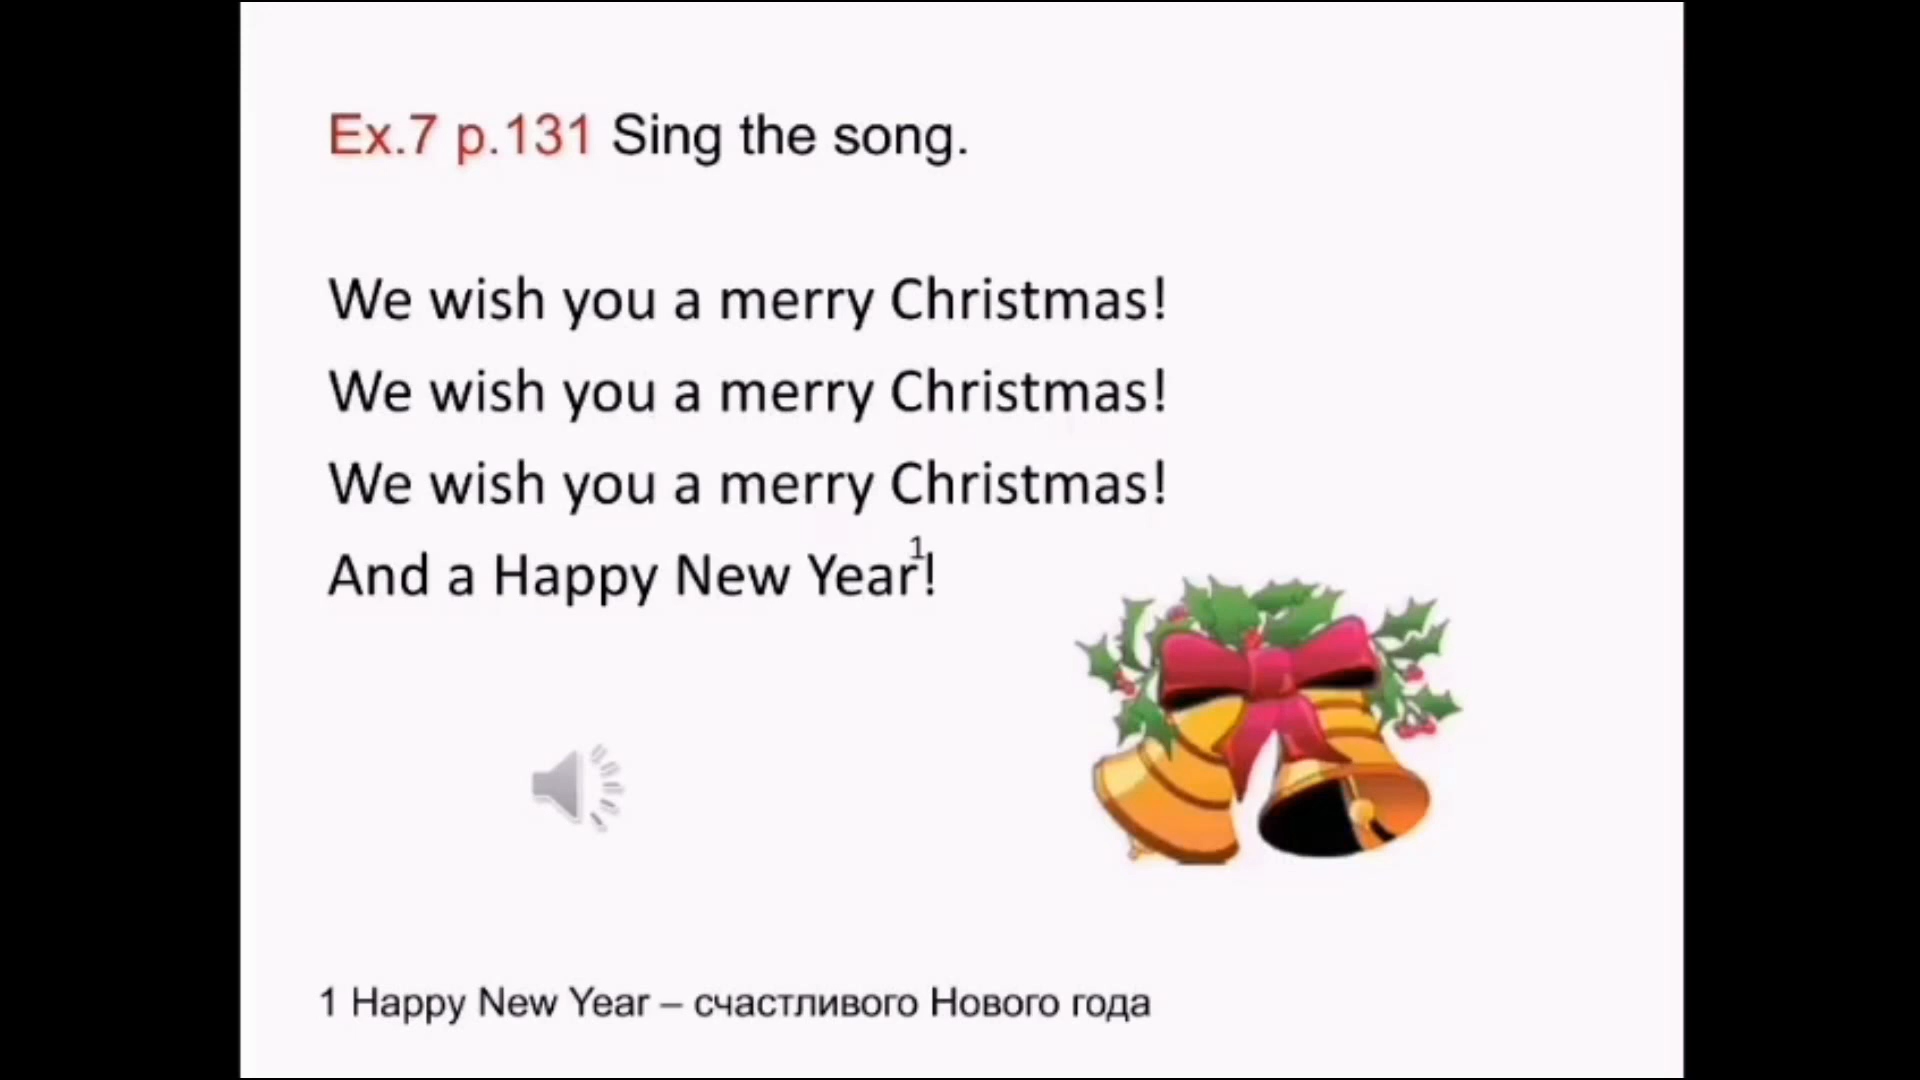 Ex.7 p.131 Sing the song.
We wish you a merry Christmas!
We wish you a merry Christmas!
We wish you a merry Christmas!
And a Happy New Year¹!
1 Happy New Year – счастливого Нового года